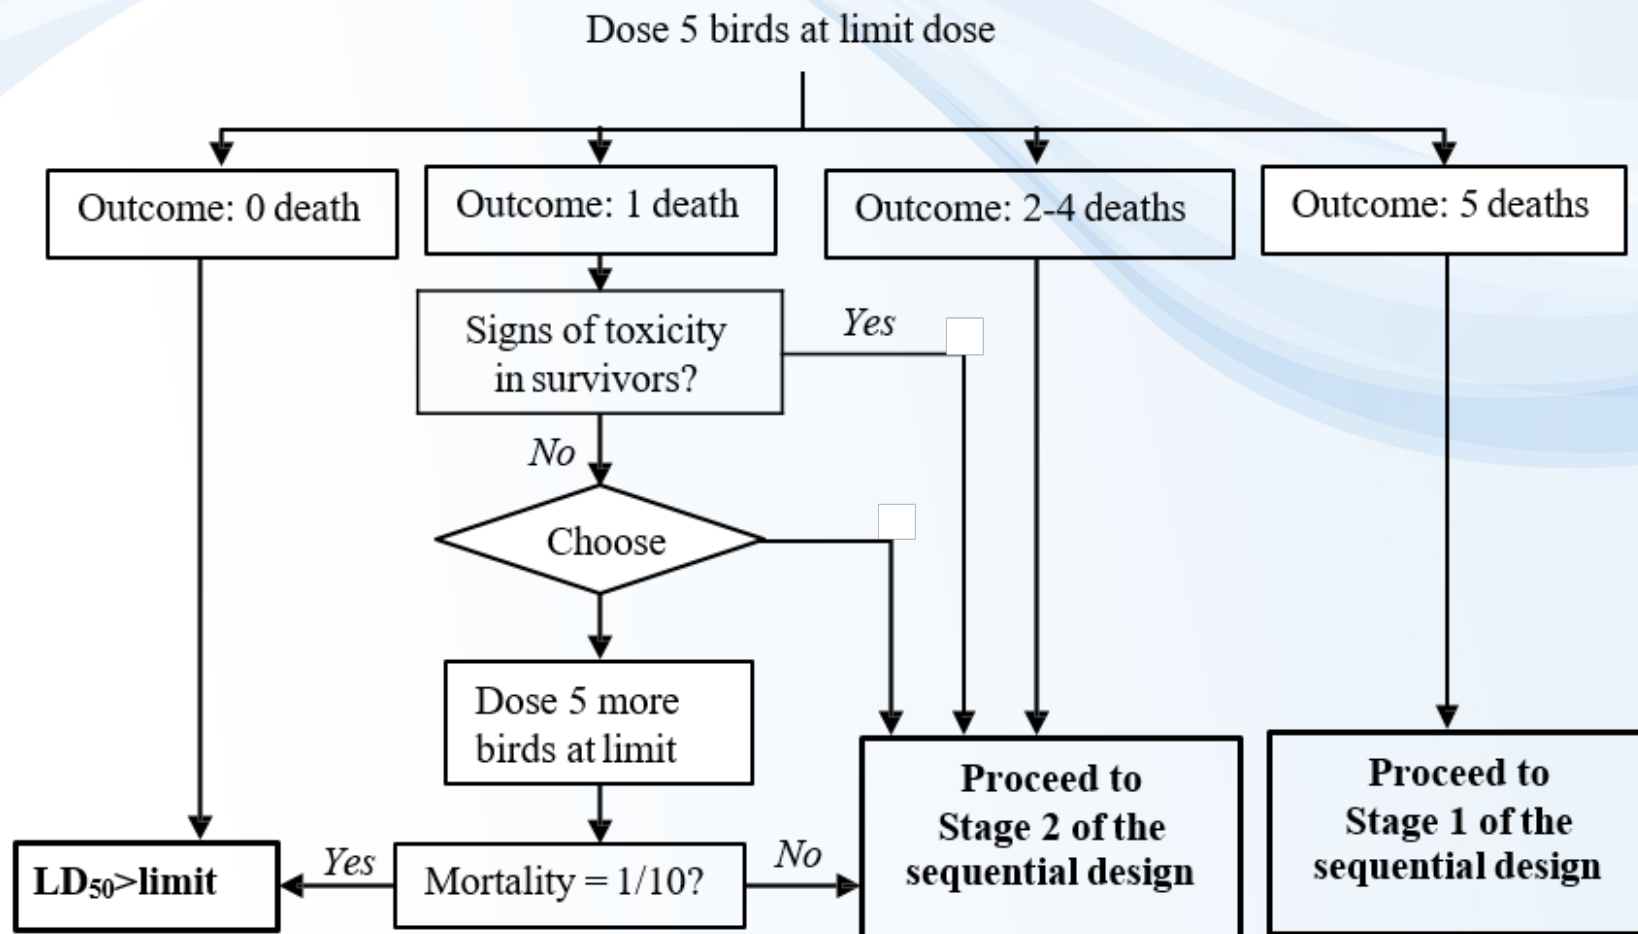 Dose 5 birds at limit dose
Outcome: 0 death
Outcome: 1 death
Outcome: 2-4 deaths
Outcome: 5 deaths
Signs of toxicity
in survivors?
Yes
No
Choose
Dose 5 more
birds at limit
Proceed to
Stage 2 of the
sequential design
Proceed to
Stage 1 of the
sequential design
LD₅₀>limit
Yes
Mortality = 1/10?
No